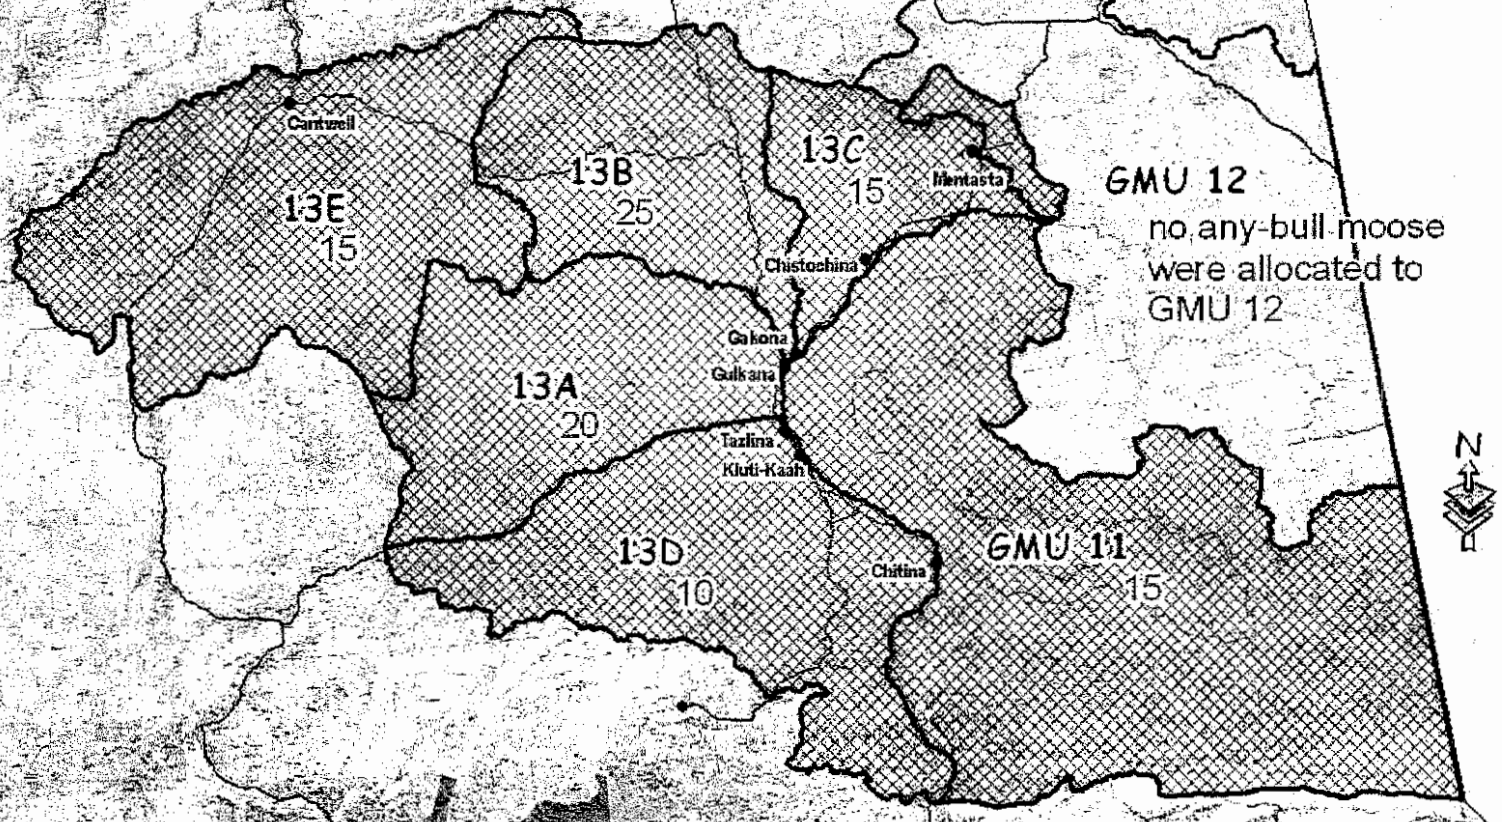 Cantwell
13E
15
13B
25
13C
15
Mentasta
Chistochina
GMU 12
no any-bull moose
were allocated to
GMU 12
Gakona
Gulkana
13A
20
Tazlina
Kluti-Kaah
13D
10
Chitina
GMU 11
15
N